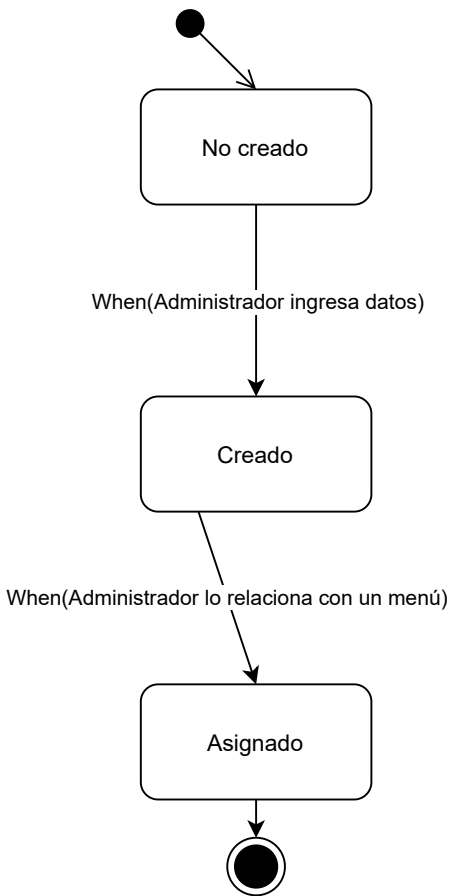 No creado
When(Administrador ingresa datos)
Creado
When(Administrador lo relaciona con un menú)
Asignado